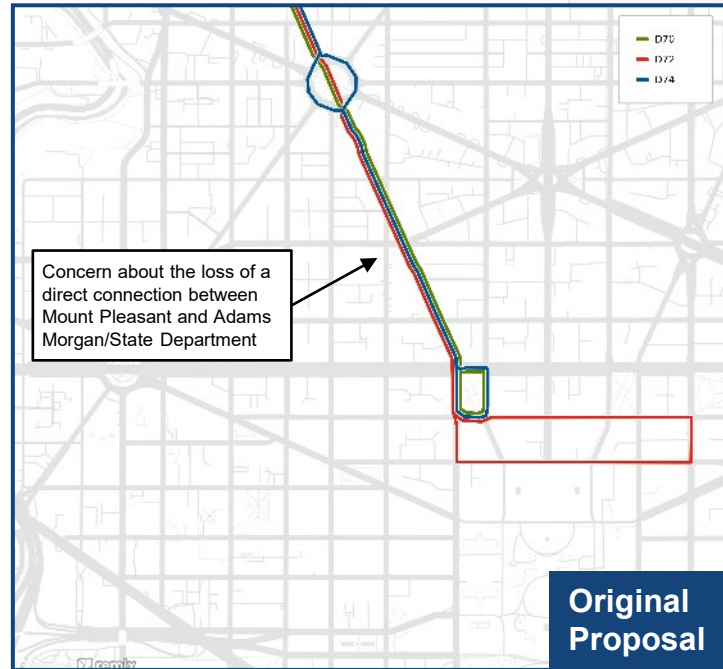 D70
D72
D74
Concern about the loss of a
direct connection between
Mount Pleasant and Adams
Morgan/State Department
Original
Proposal
remix